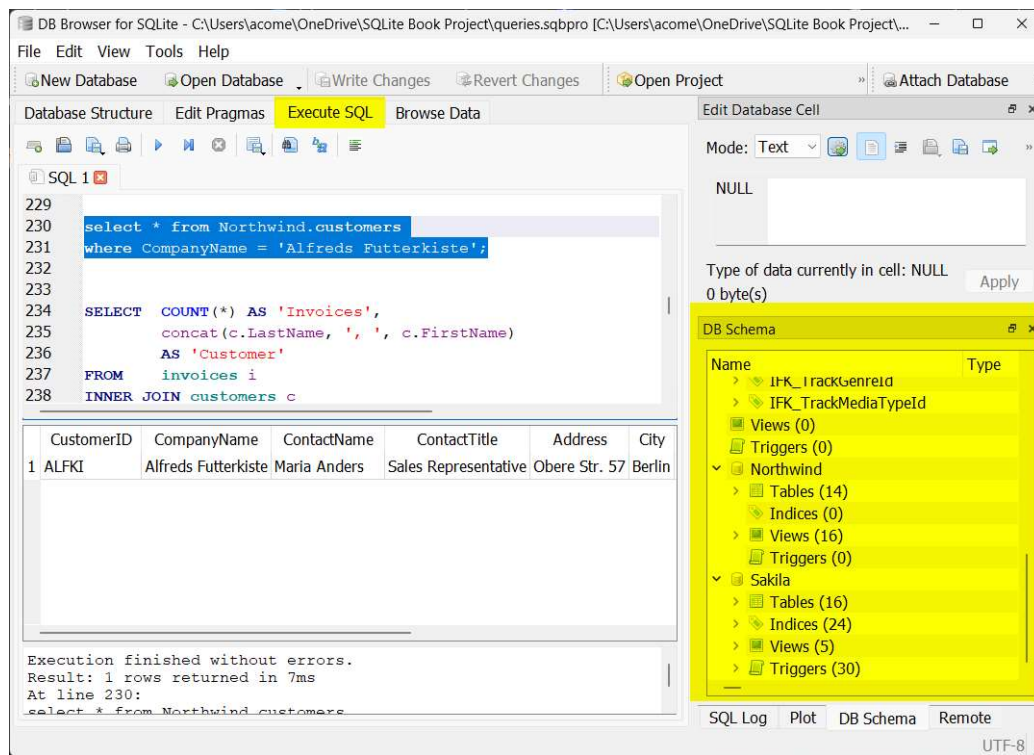 DB Browser for SQLite - C:\Users\acome\OneDrive\SQLite Book Project\queries.sqbpro [C:\Users\acome\OneDrive\SQLite Book Project\...
File Edit View Tools Help
New Database Open Database Write Changes Revert Changes Open Project » Attach Database
Database Structure Edit Pragmas Execute SQL Browse Data
SQL 1
229
230 select * from Northwind.customers
231 where CompanyName = 'Alfreds Futterkiste';
232
233
234 SELECT COUNT(*) AS 'Invoices',
235 concat(c.LastName, ', ', c.FirstName)
236 AS 'Customer'
237 FROM invoices i
238 INNER JOIN customers c
CustomerID CompanyName ContactName ContactTitle Address City
1 ALFKI Alfreds Futterkiste Maria Anders Sales Representative Obere Str. 57 Berlin
Execution finished without errors.
Result: 1 rows returned in 7ms
At line 230:
select * from Northwind.customers
Edit Database Cell
Mode: Text »
NULL
Type of data currently in cell: NULL
0 byte(s)
Apply
DB Schema
Name Type
IFK_TrackGenreId
IFK_TrackMediaTypeId
Views (0)
Triggers (0)
Northwind
Tables (14)
Indices (0)
Views (16)
Triggers (0)
Sakila
Tables (16)
Indices (24)
Views (5)
Triggers (30)
SQL Log Plot DB Schema Remote
UTF-8